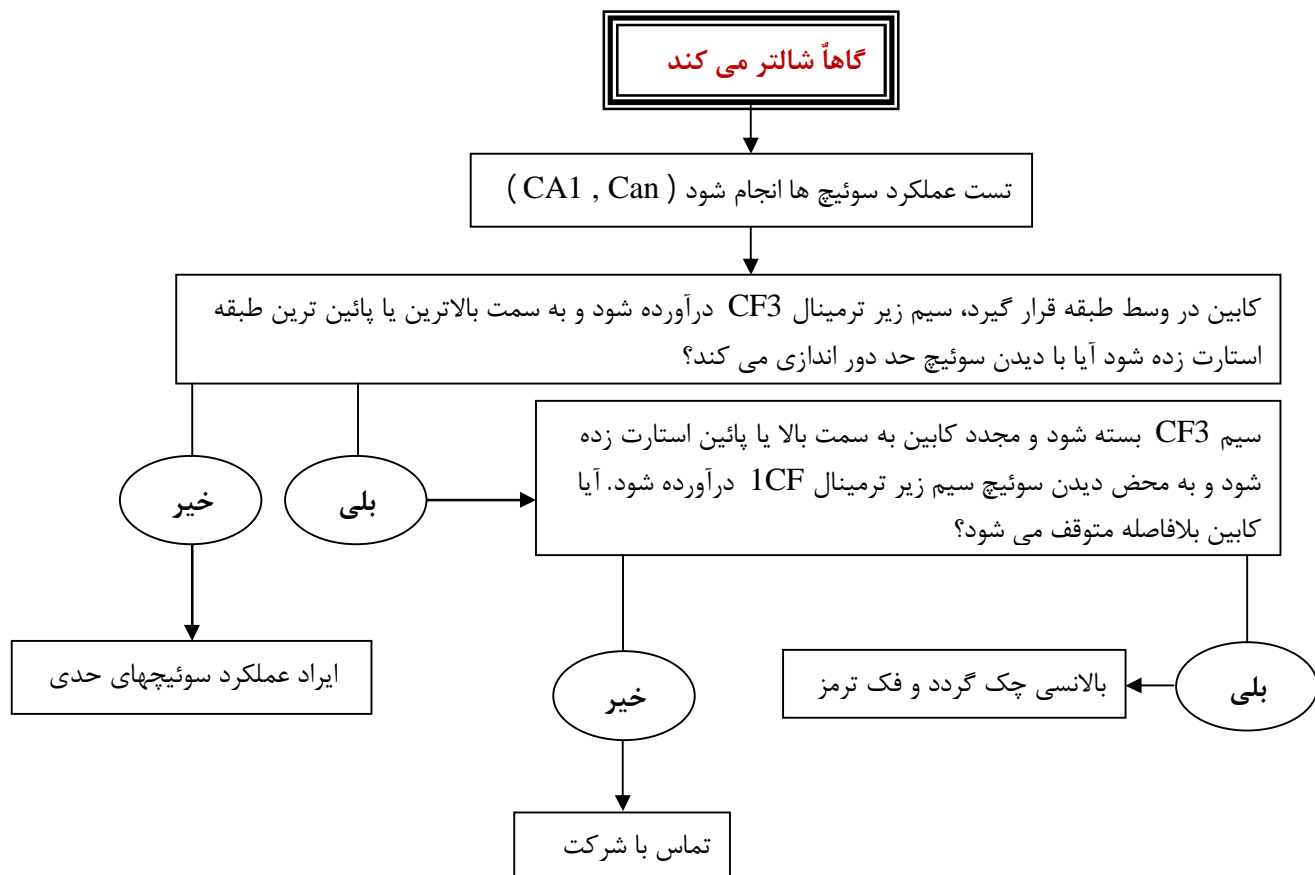 گاهاٌ شالتر می کند
تست عملکرد سوئیچ ها انجام شود ( CA1 , Can )
کابین در وسط طبقه قرار گیرد، سیم زیر ترمینال CF3 درآورده شود و به سمت بالاترین یا پائین ترین طبقه
استارت زده شود آیا با دیدن سوئیچ حد دور اندازی می کند؟
سیم CF3 بسته شود و مجدد کابین به سمت بالا یا پائین استارت زده
شود و به محض دیدن سوئیچ سیم زیر ترمینال 1CF درآورده شود. آیا
کابین بلافاصله متوقف می شود؟
بلی
خیر
ایراد عملکرد سوئیچهای حدی
بلی
بالانسی چک گردد و فک ترمز
خیر
تماس با شرکت